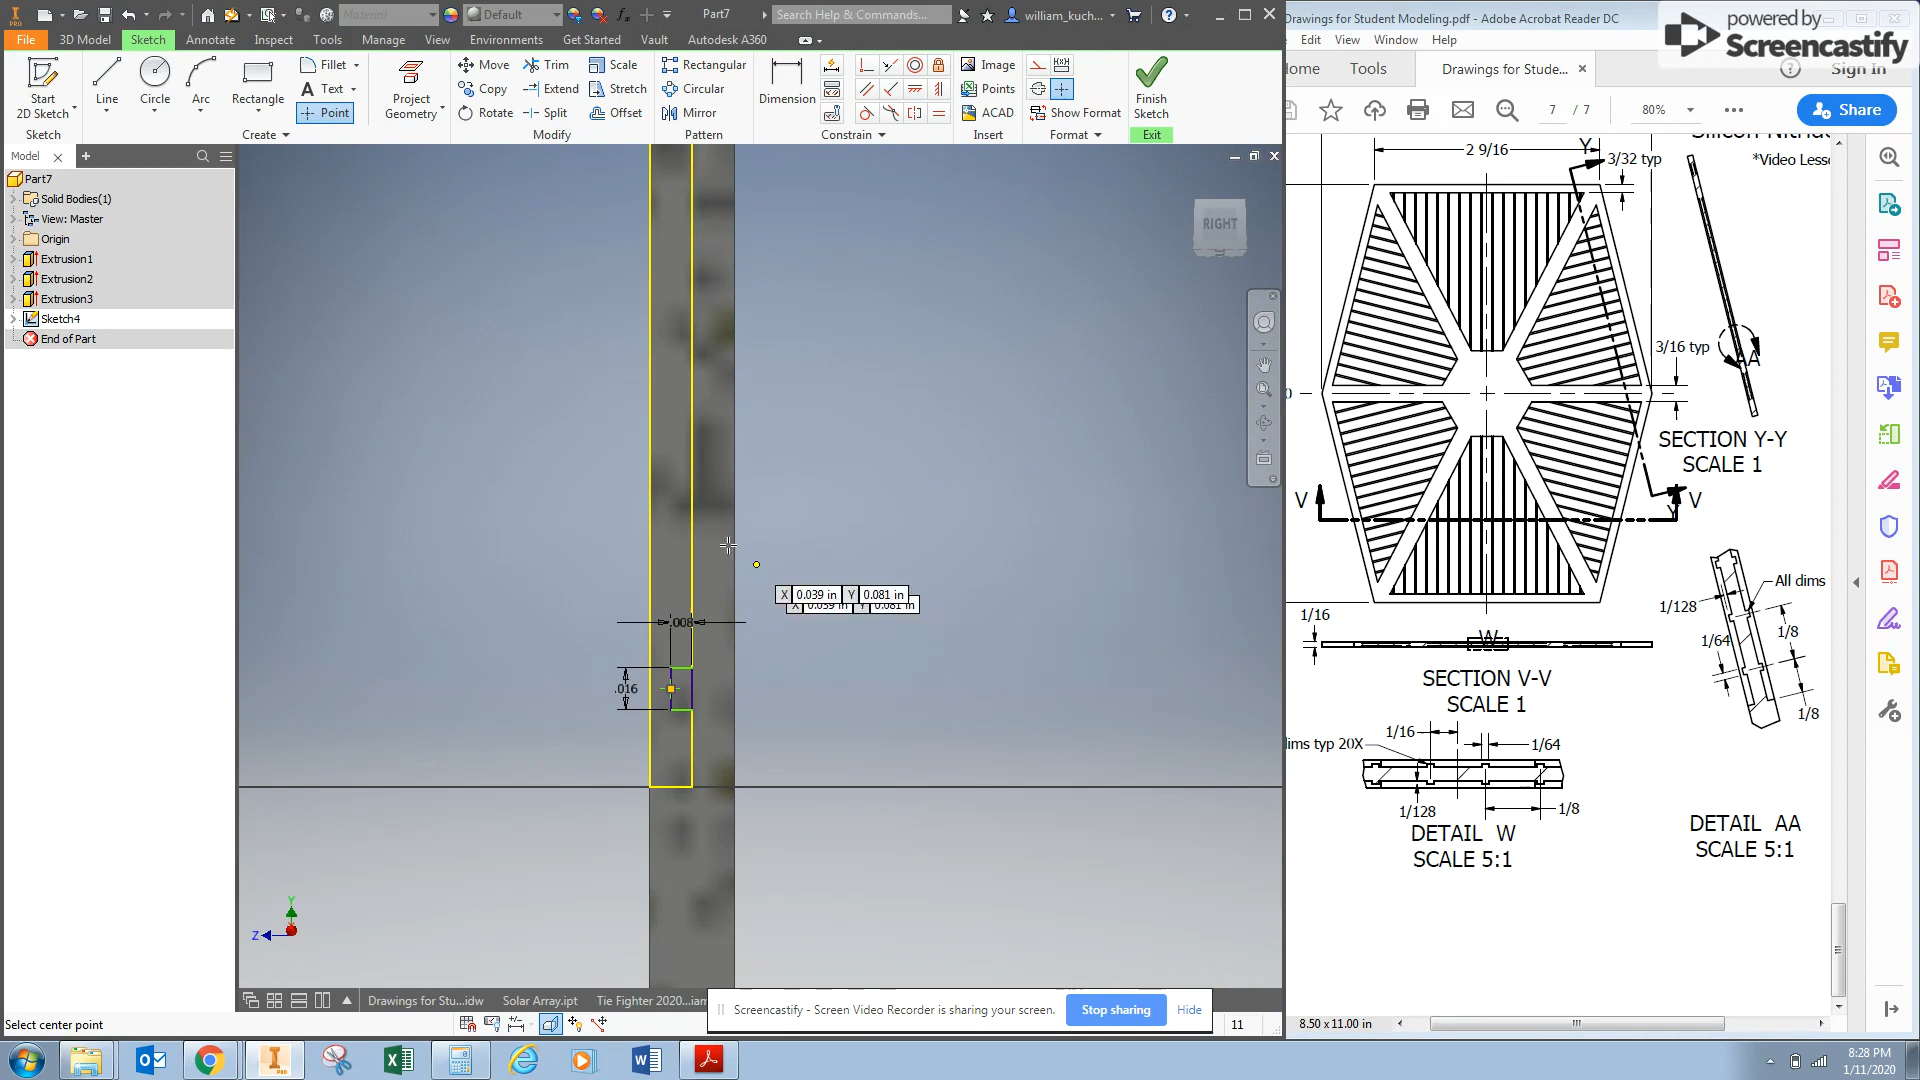 Material
Default
Part7
Search Help & Commands...
william_kuch...
File
3D Model
Sketch
Annotate
Inspect
Tools
Manage
View
Environments
Get Started
Vault
Autodesk A360
Start
2D Sketch
Line
Circle
Arc
Rectangle
Fillet
Text
Point
Project
Geometry
Move
Copy
Rotate
Trim
Extend
Split
Scale
Stretch
Offset
Rectangular
Circular
Mirror
Dimension
Image
Points
ACAD
Show Format
Finish
Sketch
Sketch
Create
Modify
Pattern
Constrain
Insert
Format
Exit
Model
Part7
Solid Bodies(1)
View: Master
Origin
Extrusion1
Extrusion2
Extrusion3
Sketch4
End of Part
RIGHT
X 0.039 in Y 0.081 in
X 0.039 in Y 0.081 in
.008
.016
Y
Z
Drawings for Stu...idw
Solar Array.ipt
Tie Fighter 2020....iam
Select center point
11
Screencastify - Screen Video Recorder is sharing your screen.
Stop sharing
Hide
Drawings for Student Modeling.pdf - Adobe Acrobat Reader DC
Edit View Window Help
powered by
Screencastify
ome
Tools
Drawings for Stude...
Sign In
7 / 7
80%
Share
*Video Less
2 9/16
Y
3/32 typ
3/16 typ
AA
SECTION Y-Y
SCALE 1
V
V
Y
1/16
W
SECTION V-V
SCALE 1
All dims
1/128
1/64
1/8
1/8
dims typ 20X
1/16
1/64
1/128
1/8
DETAIL W
SCALE 5:1
DETAIL AA
SCALE 5:1
8.50 x 11.00 in
8:28 PM
1/11/2020